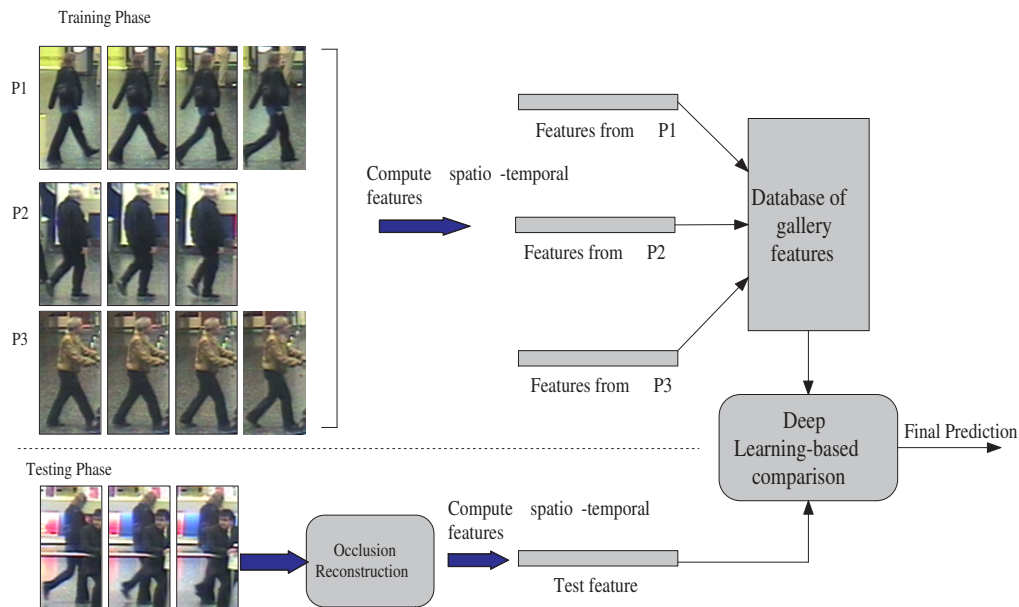 Training Phase
P1
P2
P3
Compute spatio -temporal
features
Features from P1
Features from P2
Features from P3
Database of
gallery
features
Deep
Learning-based
comparison
Final Prediction
Testing Phase
Occlusion
Reconstruction
Compute spatio -temporal
features
Test feature